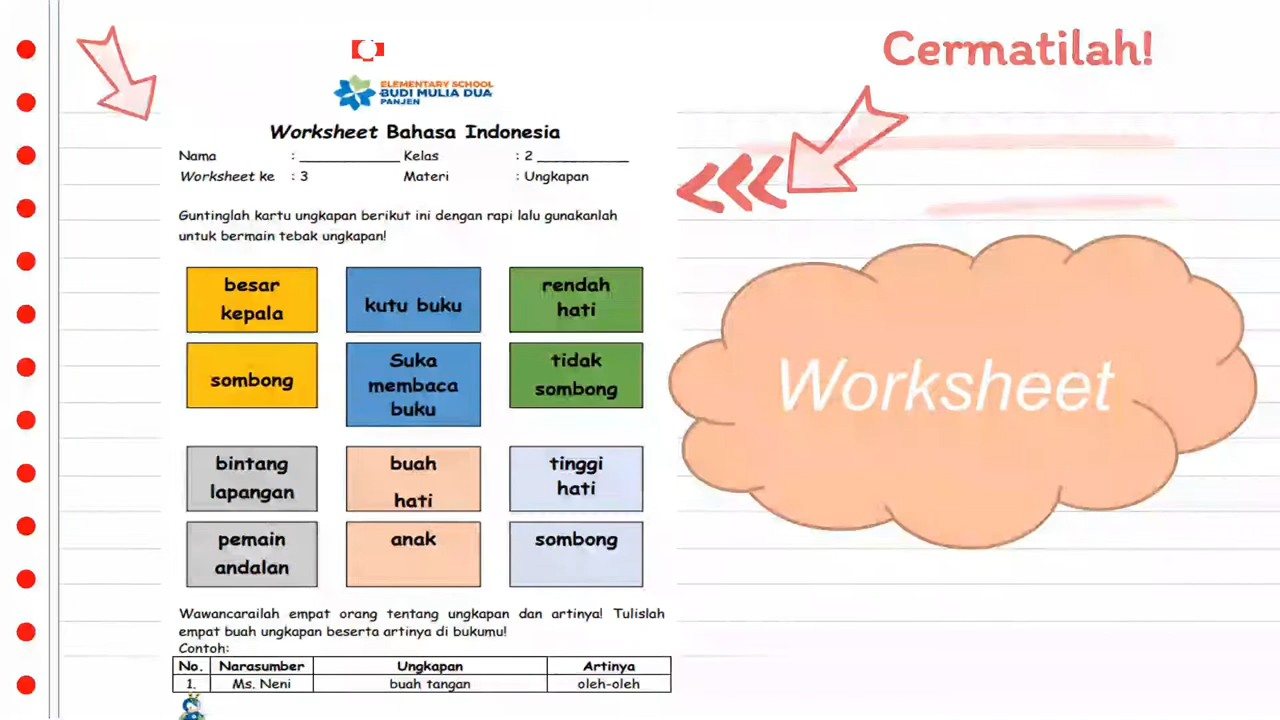 Cermatilah!
ELEMENTARY SCHOOL
BUDI MULIA DUA
PANJEN
Worksheet Bahasa Indonesia
Nama : ____________ Kelas : 2 ___________
Worksheet ke : 3 Materi : Ungkapan
Guntinglah kartu ungkapan berikut ini dengan rapi lalu gunakanlah
untuk bermain tebak ungkapan!
besar
kepala
kutu buku
rendah
hati
sombong
Suka
membaca
buku
tidak
sombong
bintang
lapangan
buah
hati
tinggi
hati
pemain
andalan
anak
sombong
Wawancarailah empat orang tentang ungkapan dan artinya! Tulislah
empat buah ungkapan beserta artinya di bukumu!
Contoh:
No. Narasumber Ungkapan Artinya
1. Ms. Neni buah tangan oleh-oleh
Worksheet